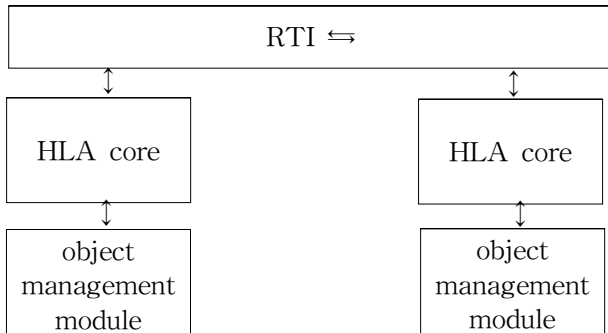 RTI ⇆
HLA core
HLA core
object
management
module
object
management
module